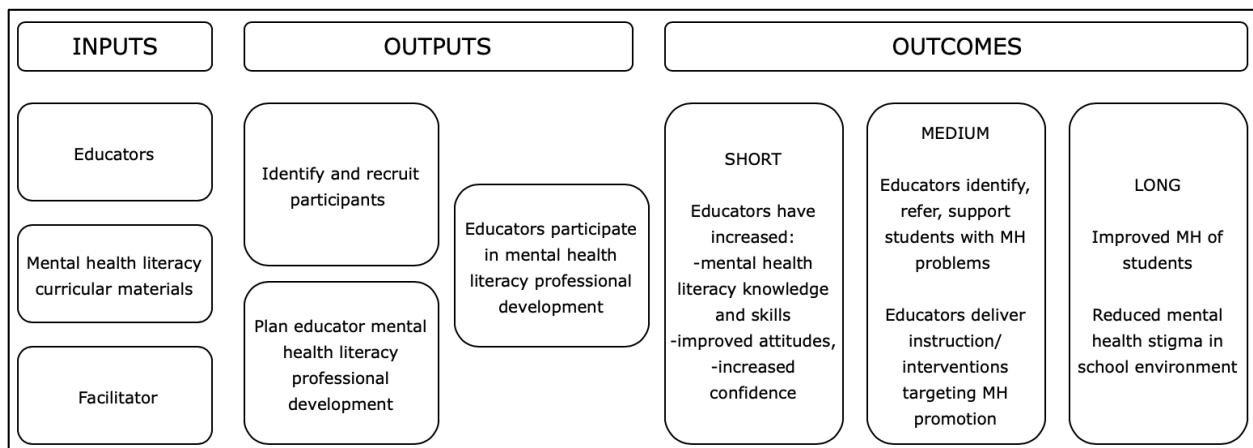 INPUTS
OUTPUTS
OUTCOMES
Educators
Mental health literacy
curricular materials
Facilitator
Identify and recruit
participants
Plan educator mental
health literacy
professional
development
Educators participate
in mental health
literacy professional
development
SHORT
Educators have
increased:
-mental health
literacy knowledge
and skills
-improved attitudes,
-increased
confidence
MEDIUM
Educators identify,
refer, support
students with MH
problems
Educators deliver
instruction/
interventions
targeting MH
promotion
LONG
Improved MH of
students
Reduced mental
health stigma in
school environment